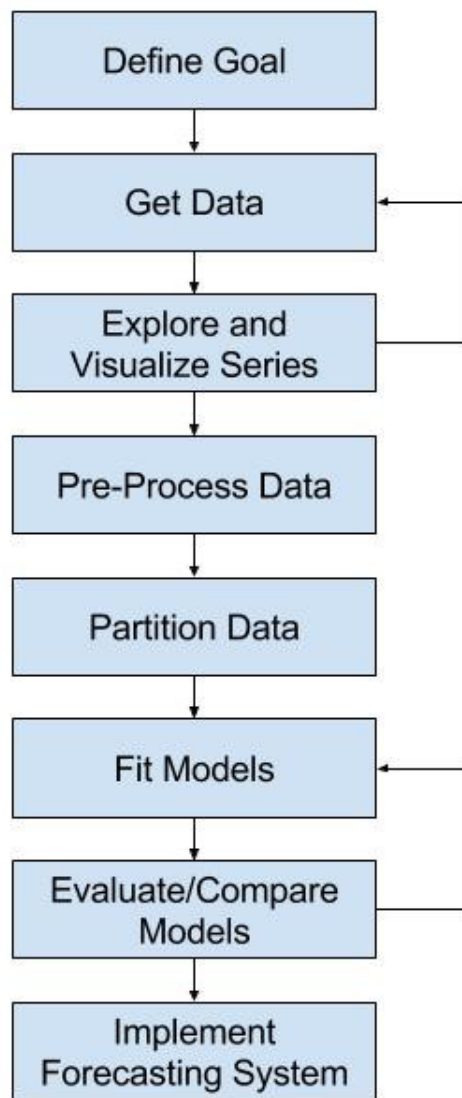 Define Goal
Get Data
Explore and
Visualize Series
Pre-Process Data
Partition Data
Fit Models
Evaluate/Compare
Models
Implement
Forecasting System